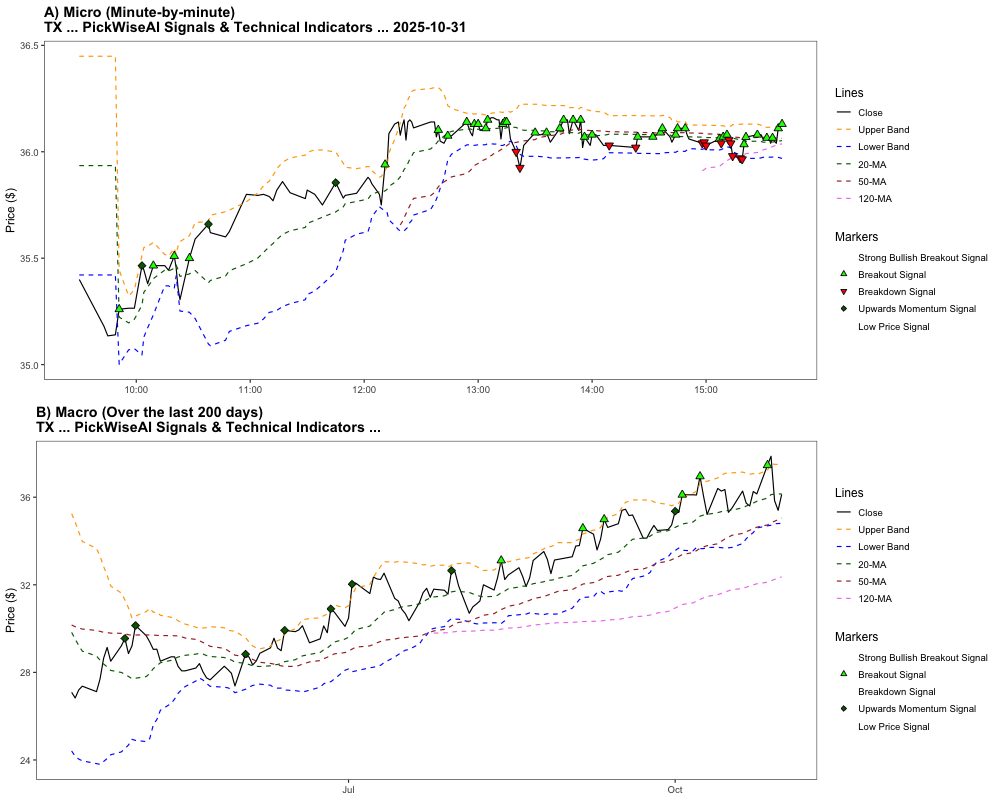 A) Micro (Minute-by-minute)
TX ... PickWiseAI Signals & Technical Indicators ... 2025-10-31
36.5
36.0
35.5
35.0
Price ($)
10:00
11:00
12:00
13:00
14:00
15:00
Lines
Close
Upper Band
Lower Band
20-MA
50-MA
120-MA
Markers
Strong Bullish Breakout Signal
Breakout Signal
Breakdown Signal
Upwards Momentum Signal
Low Price Signal
B) Macro (Over the last 200 days)
TX ... PickWiseAI Signals & Technical Indicators ...
36
32
28
24
Price ($)
Jul
Oct
Lines
Close
Upper Band
Lower Band
20-MA
50-MA
120-MA
Markers
Strong Bullish Breakout Signal
Breakout Signal
Breakdown Signal
Upwards Momentum Signal
Low Price Signal